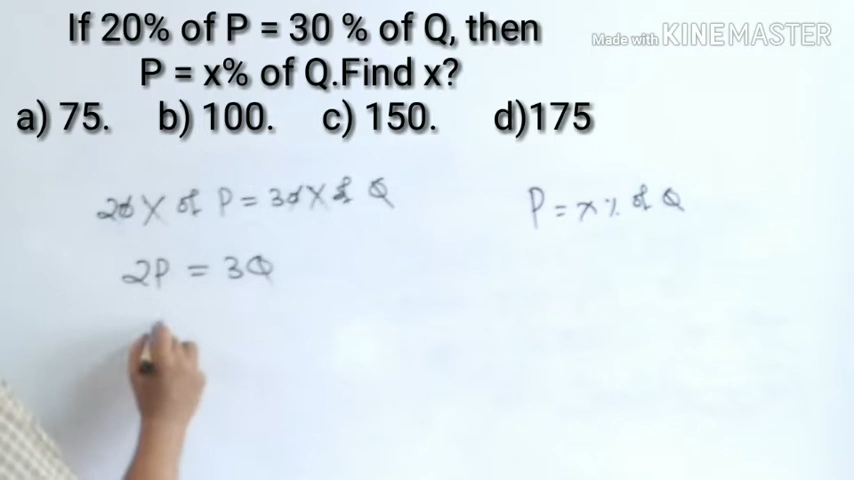 If 20% of P = 30 % of Q, then
Made with KINEMASTER
P = x% of Q.Find x?
a) 75. b) 100. c) 150. d)175
20% of P = 30% of Q
P = x % of Q
2P = 3Q